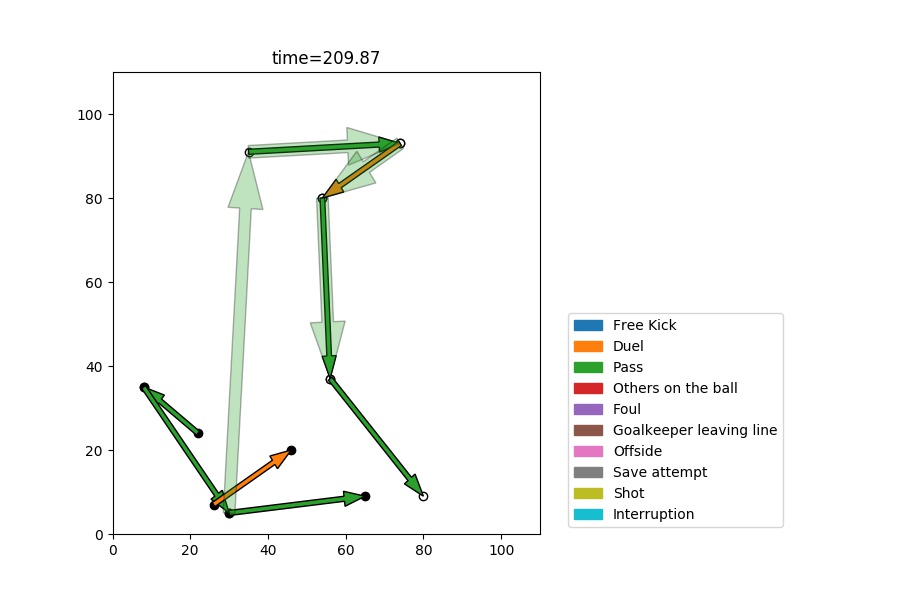 time=209.87
100
80
60
40
20
0
0 20 40 60 80 100
Free Kick
Duel
Pass
Others on the ball
Foul
Goalkeeper leaving line
Offside
Save attempt
Shot
Interruption